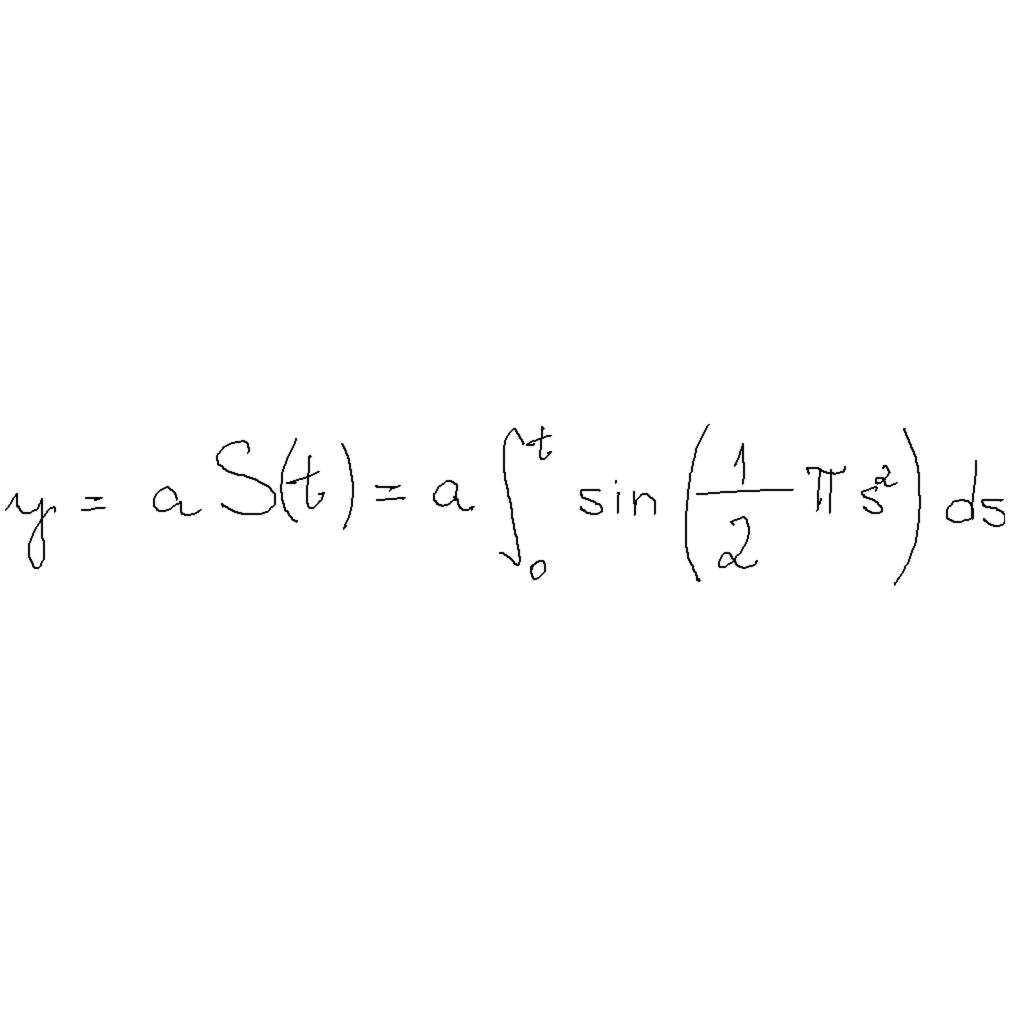 y = a S(t) = a ∫₀ᵗ sin (1/2 π s²) ds